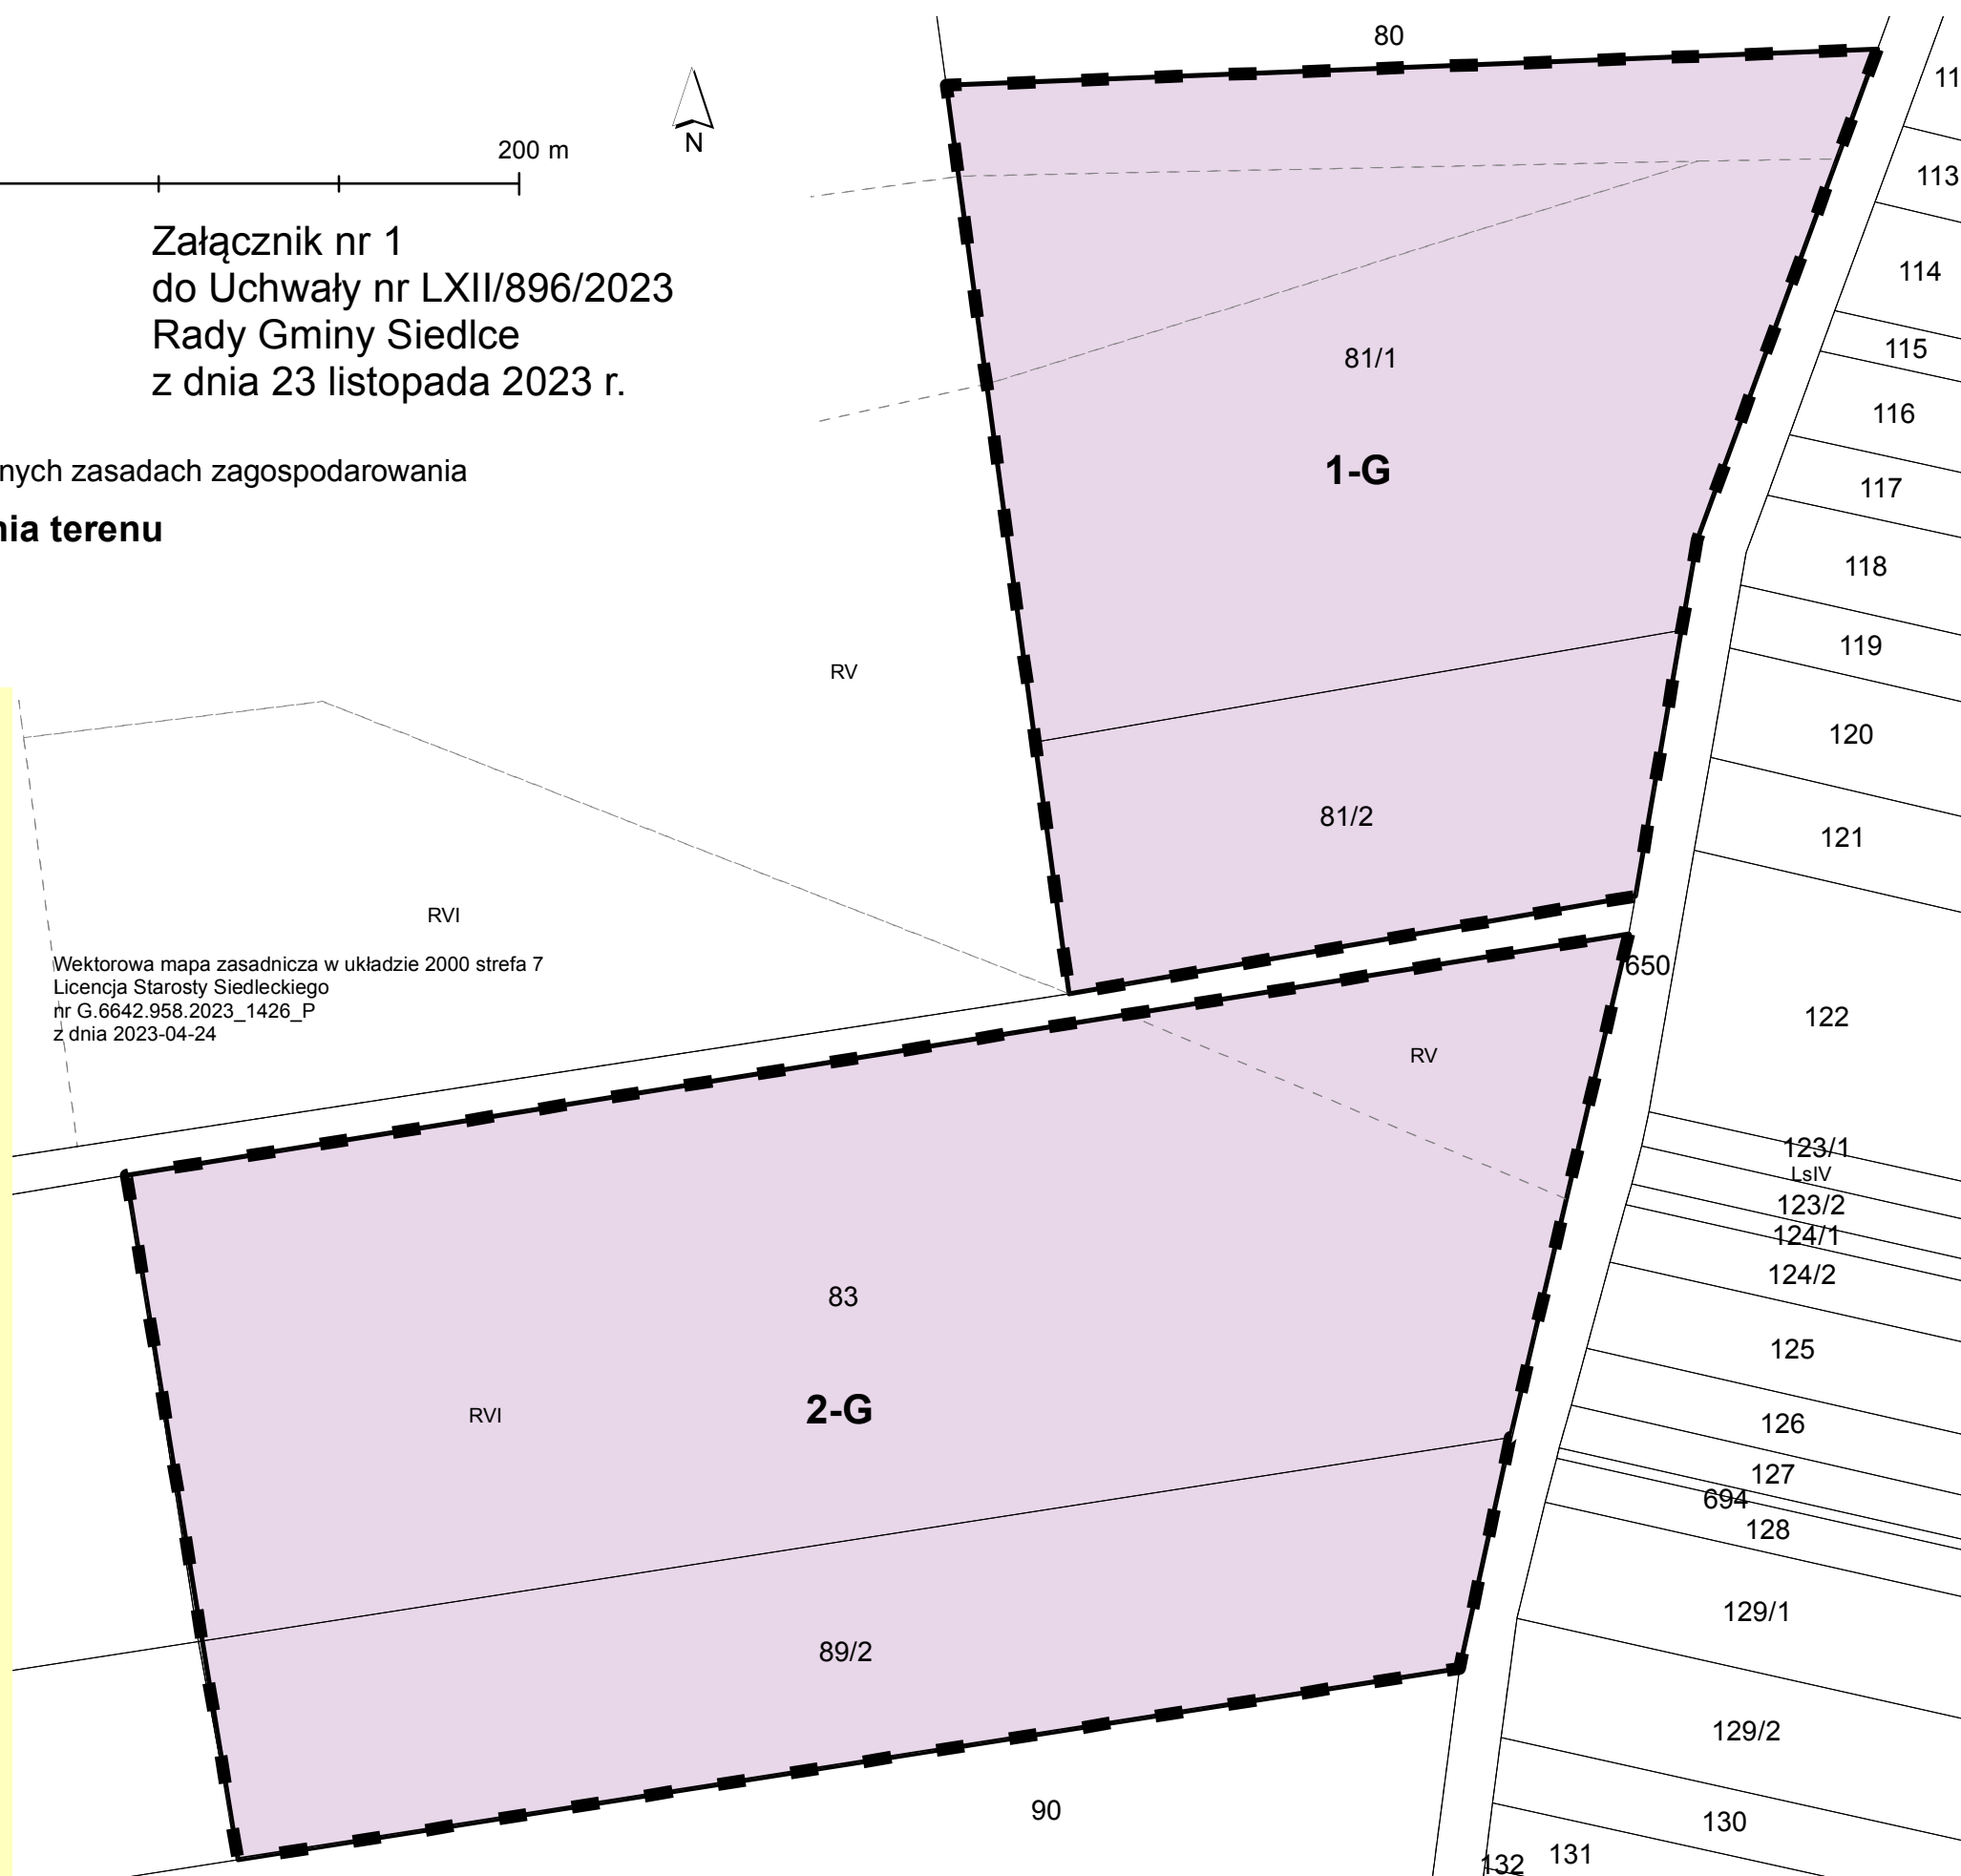 80
11
200 m
N
113
Załącznik nr 1
do Uchwały nr LXII/896/2023
Rady Gminy Siedlce
z dnia 23 listopada 2023 r.
114
115
81/1
116
nych zasadach zagospodarowania
1-G
117
nia terenu
118
119
RV
120
81/2
121
RVI
Wektorowa mapa zasadnicza w układzie 2000 strefa 7
Licencja Starosty Siedleckiego
nr G.6642.958.2023_1426_P
z dnia 2023-04-24
650
122
RV
123/1
LsIV
123/2
124/1
124/2
83
125
2-G
RVI
126
127
694
128
129/1
89/2
129/2
90
130
131
132